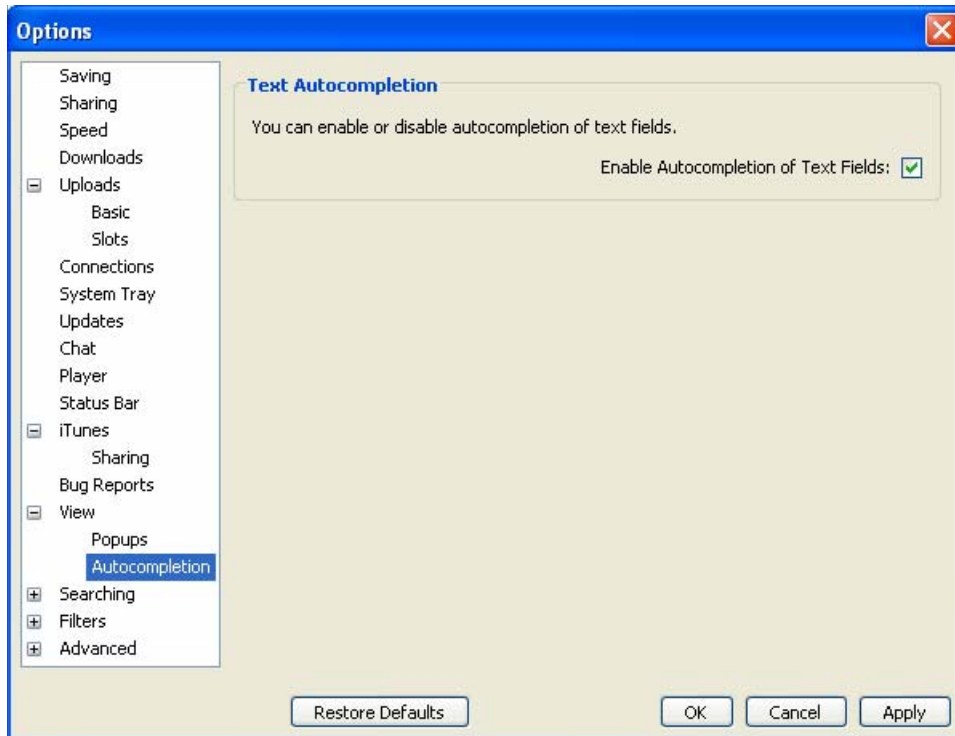 Options
Saving
Sharing
Speed
Downloads
Uploads
Basic
Slots
Connections
System Tray
Updates
Chat
Player
Status Bar
iTunes
Sharing
Bug Reports
View
Popups
Autocompletion
Searching
Filters
Advanced
Text Autocompletion
You can enable or disable autocompletion of text fields.
Enable Autocompletion of Text Fields:
Restore Defaults
OK
Cancel
Apply